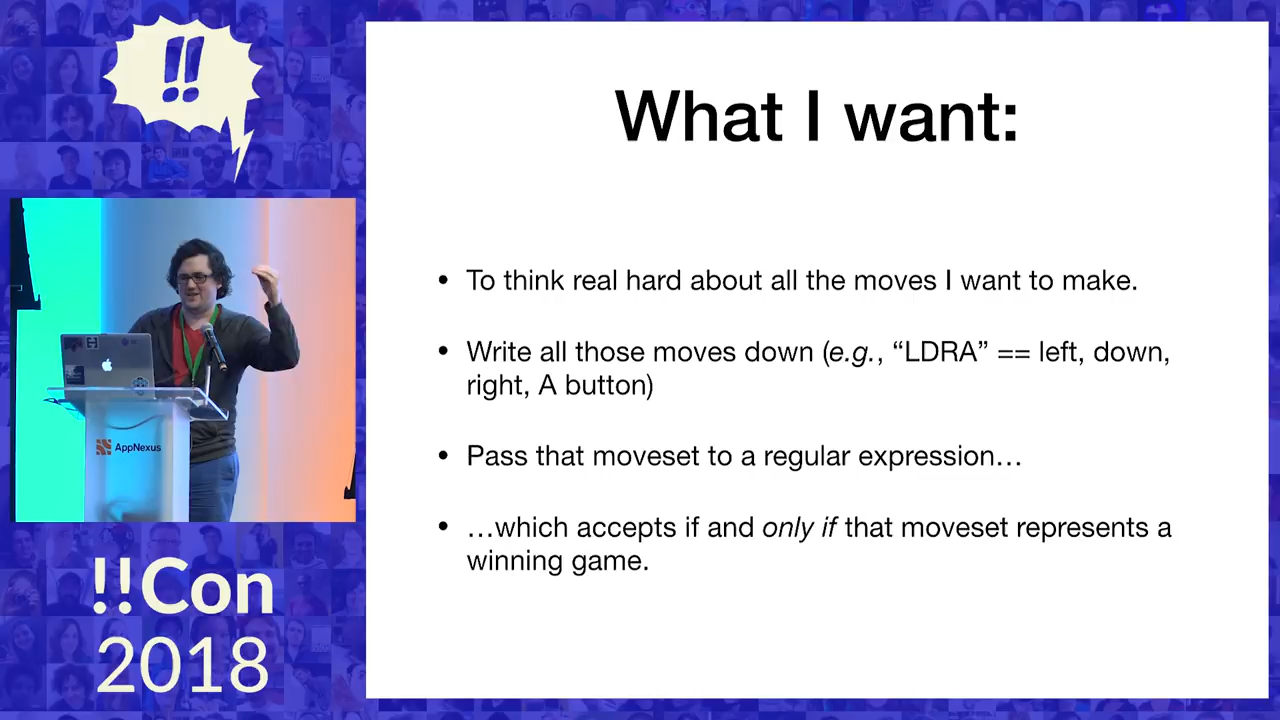 !!
What I want:
• To think real hard about all the moves I want to make.
• Write all those moves down (e.g., “LDRA” == left, down,
right, A button)
• Pass that moveset to a regular expression…
• …which accepts if and only if that moveset represents a
winning game.
AppNexus
!!Con
2018